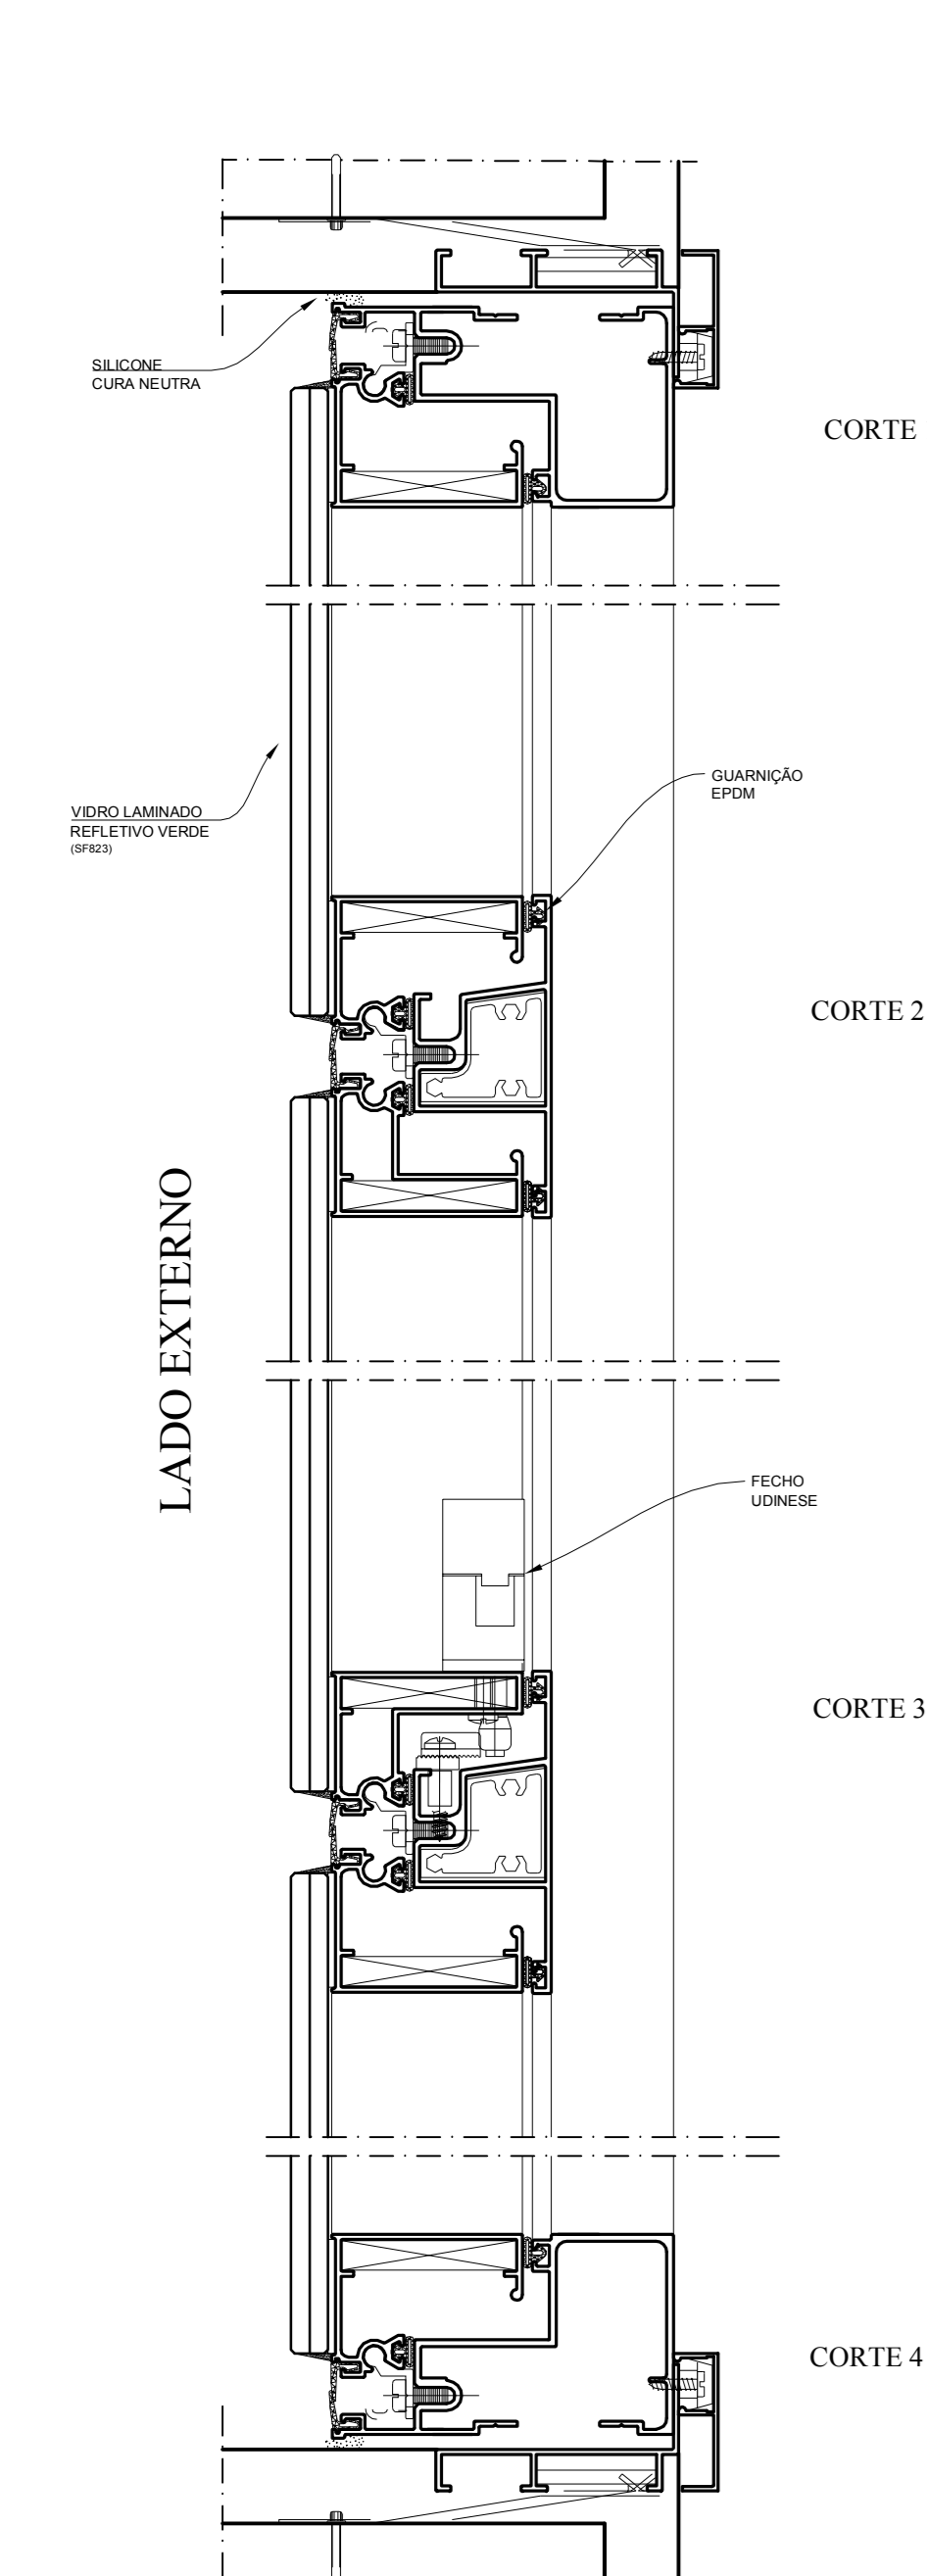 SILICONE
CURA NEUTRA
CORTE
VIDRO LAMINADO
REFLETIVO VERDE
(SF823)
GUARNIÇÃO
EPDM
CORTE 2
LADO EXTERNO
FECHO
UDINESE
CORTE 3
CORTE 4